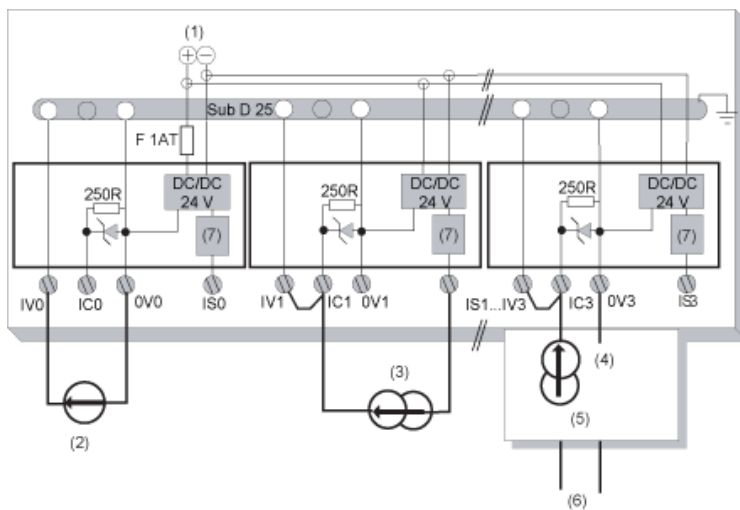 (1)
+ −
Sub D 25
F 1AT
DC/DC
24 V
250R
(7)
DC/DC
24 V
250R
(7)
DC/DC
24 V
250R
(7)
IV0 IC0 0V0 IS0 IV1 IC1 0V1 IS1...IV3 IC3 0V3 IS3
(2)
(3)
(4)
(5)
(6)